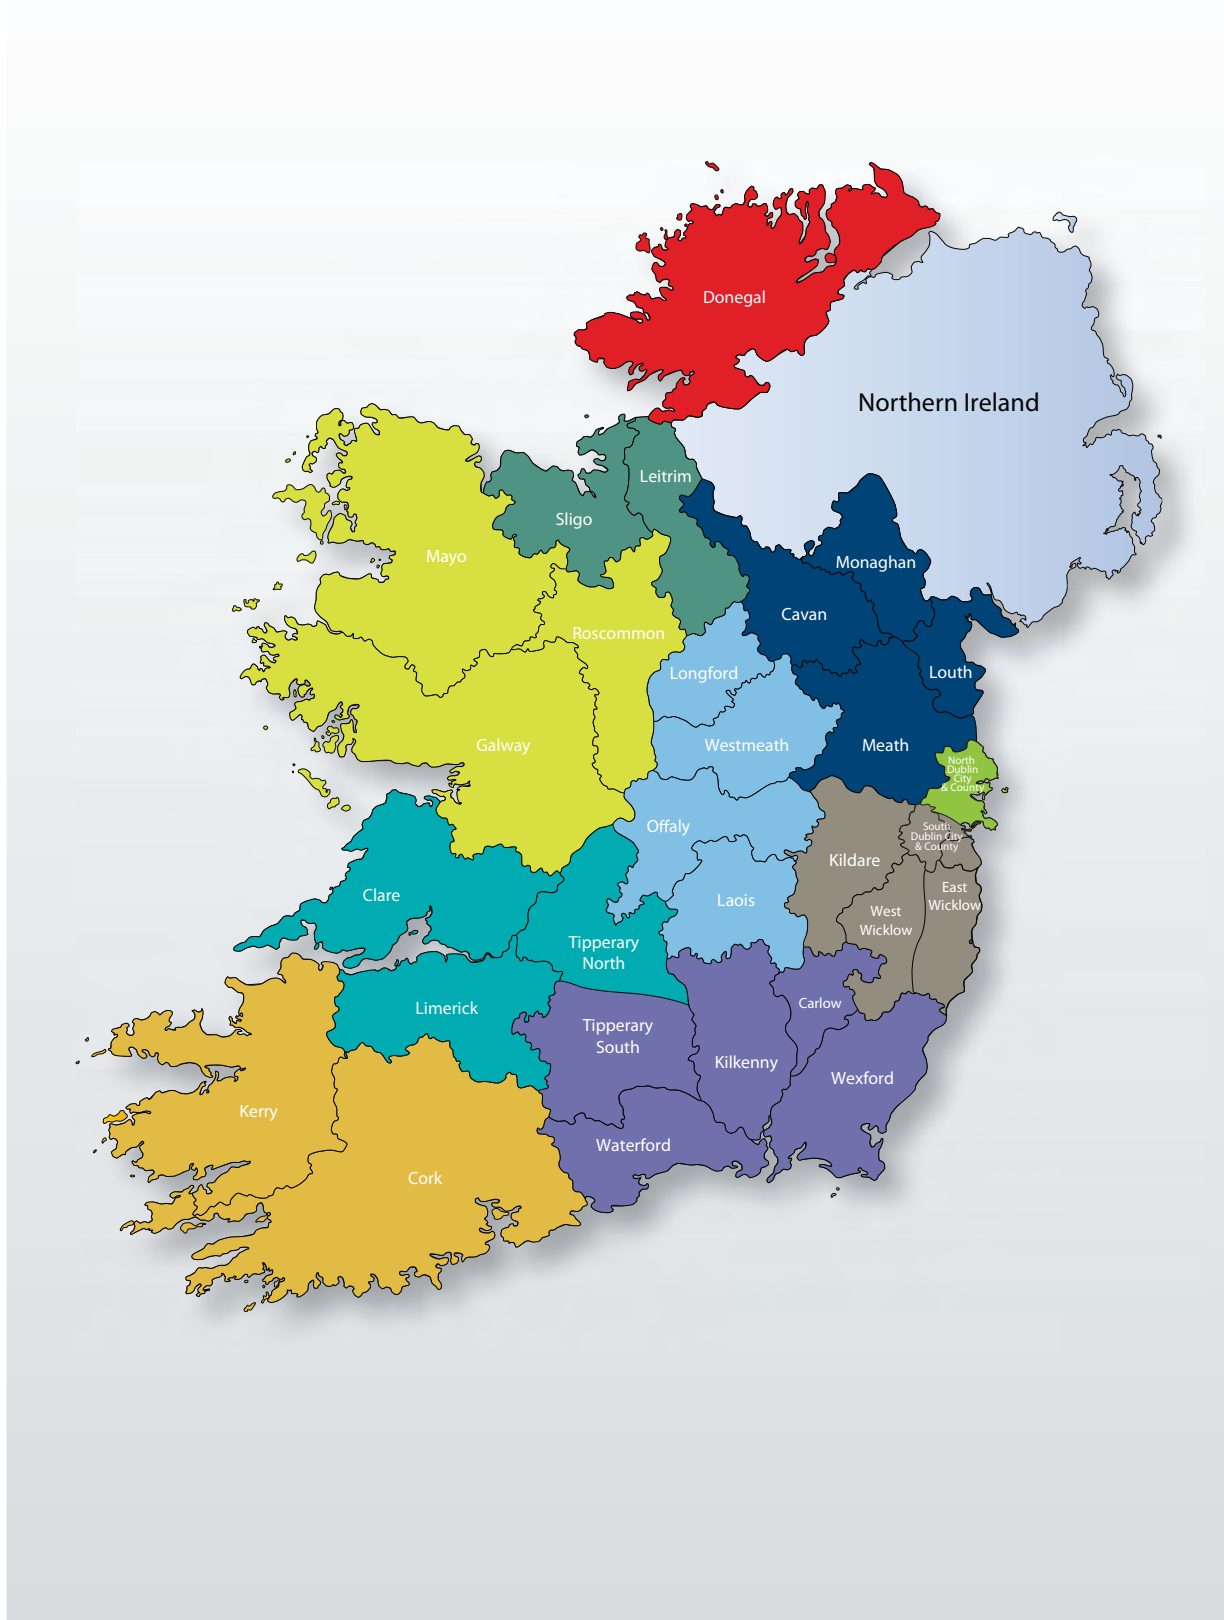 Donegal
Northern Ireland
Leitrim
Sligo
Mayo
Monaghan
Cavan
Roscommon
Longford
Louth
Galway
Westmeath
Meath
North
Dublin
City
& County
Offaly
South
Dublin City
& County
Kildare
Clare
Laois
East
Wicklow
West
Wicklow
Tipperary
North
Limerick
Carlow
Tipperary
South
Kilkenny
Wexford
Kerry
Waterford
Cork